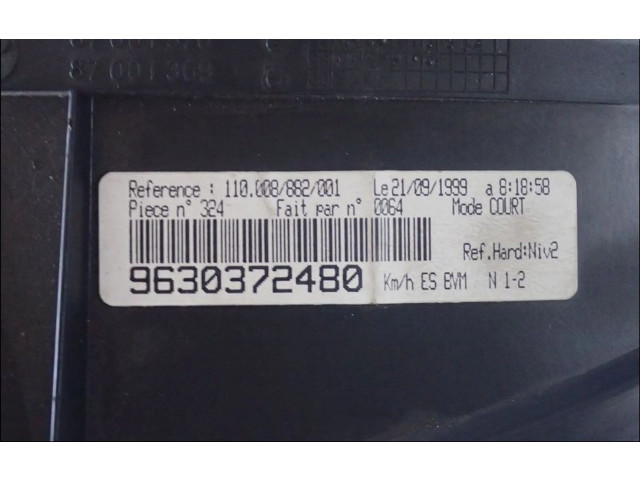 87001369
Reference : 110.008/882/001 Le 21/09/1999 a 8:18:58
Piece n° 324 Fait par n° 0064 Mode COURT
Ref.Hard:Niv2
9630372480 Km/h ES BVM N 1-2